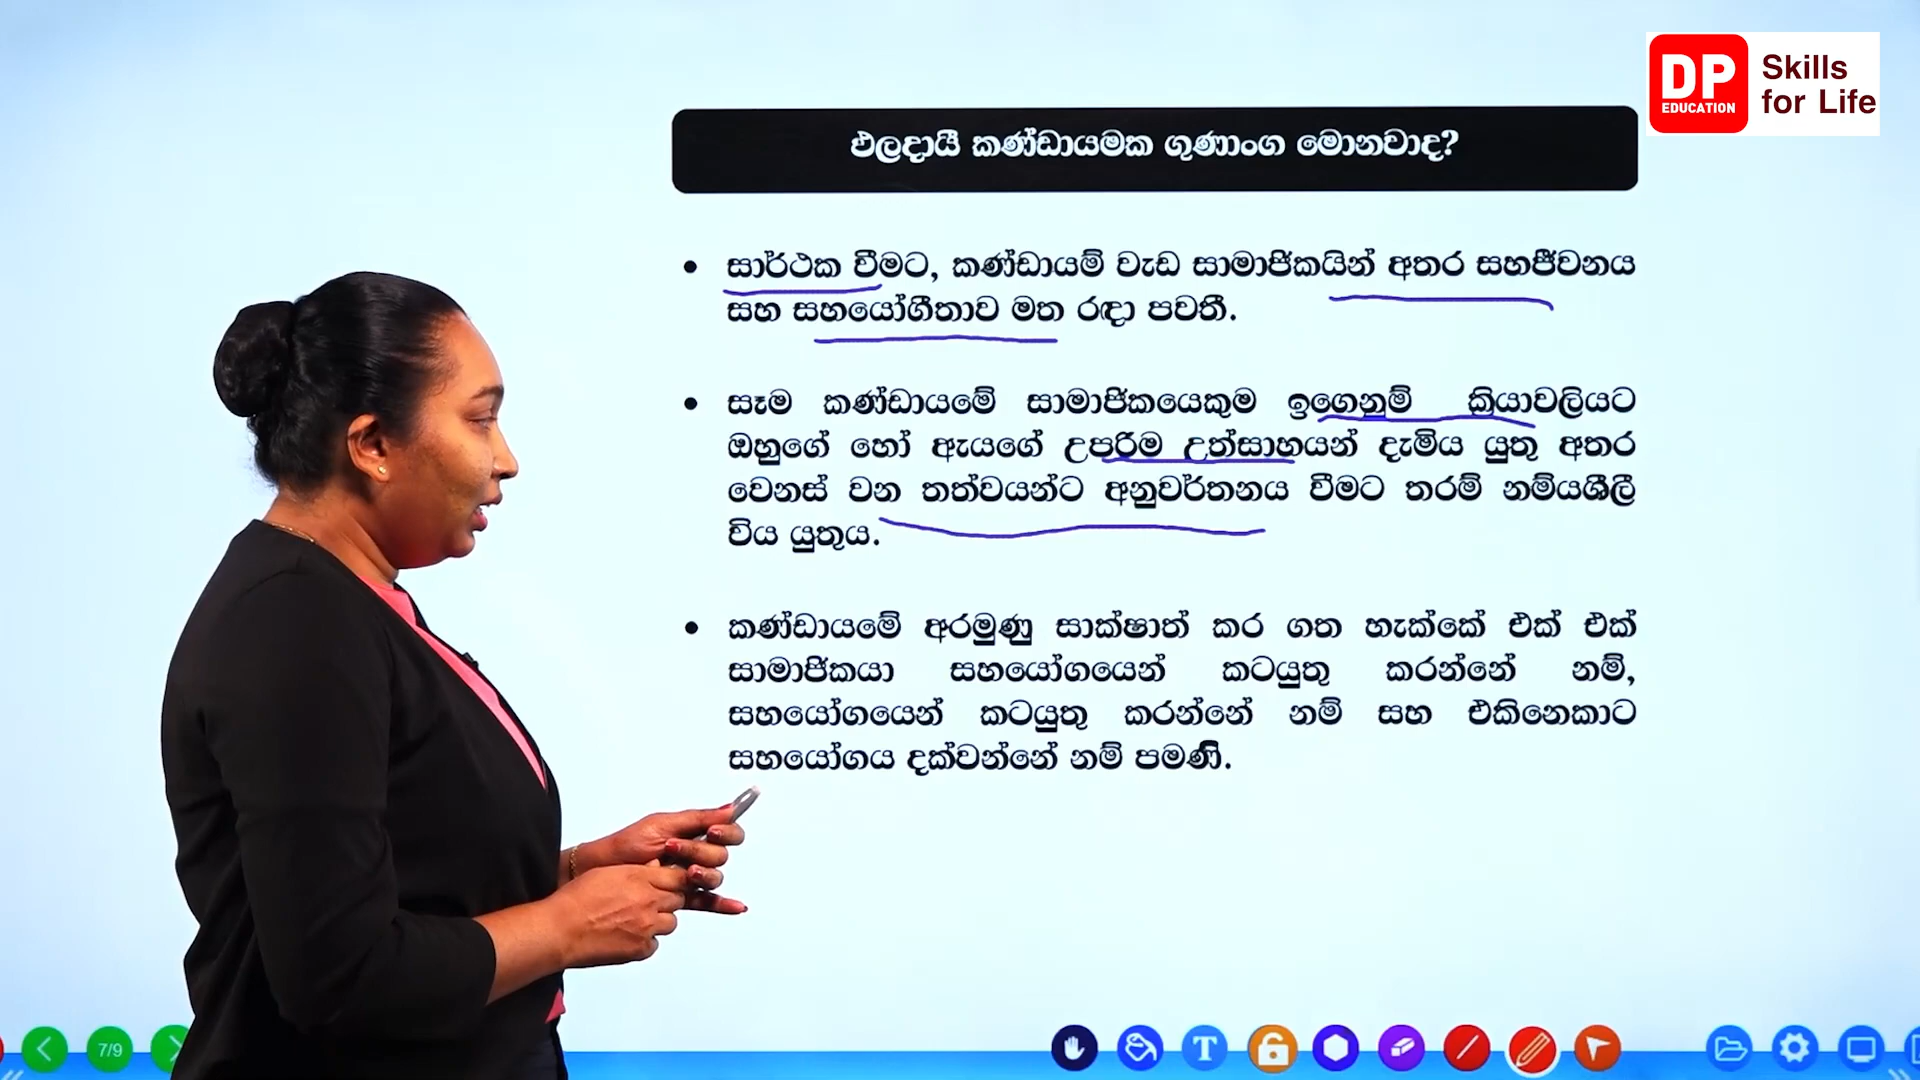 DP
EDUCATION
Skills
for Life
ඵලදායී කණ්ඩායමක ගුණාංග මොනවාද?
• සාර්ථක වීමට, කණ්ඩායම් වැඩ සාමාජිකයින් අතර සහජීවනය
සහ සහයෝගීතාව මත රඳා පවතී.
• සෑම කණ්ඩායමේ සාමාජිකයෙකුම ඉගෙනුම් ක්‍රියාවලියට
ඔහුගේ හෝ ඇයගේ උපරිම උත්සාහයන් දැමිය යුතු අතර
වෙනස් වන තත්වයන්ට අනුවර්තනය වීමට තරම් නම්යශීලී
විය යුතුය.
• කණ්ඩායමේ අරමුණු සාක්ෂාත් කර ගත හැක්කේ එක් එක්
සාමාජිකයා සහයෝගයෙන් කටයුතු කරන්නේ නම්,
සහයෝගයෙන් කටයුතු කරන්නේ නම් සහ එකිනෙකාට
සහයෝගය දක්වන්නේ නම් පමණි.
7/9
T